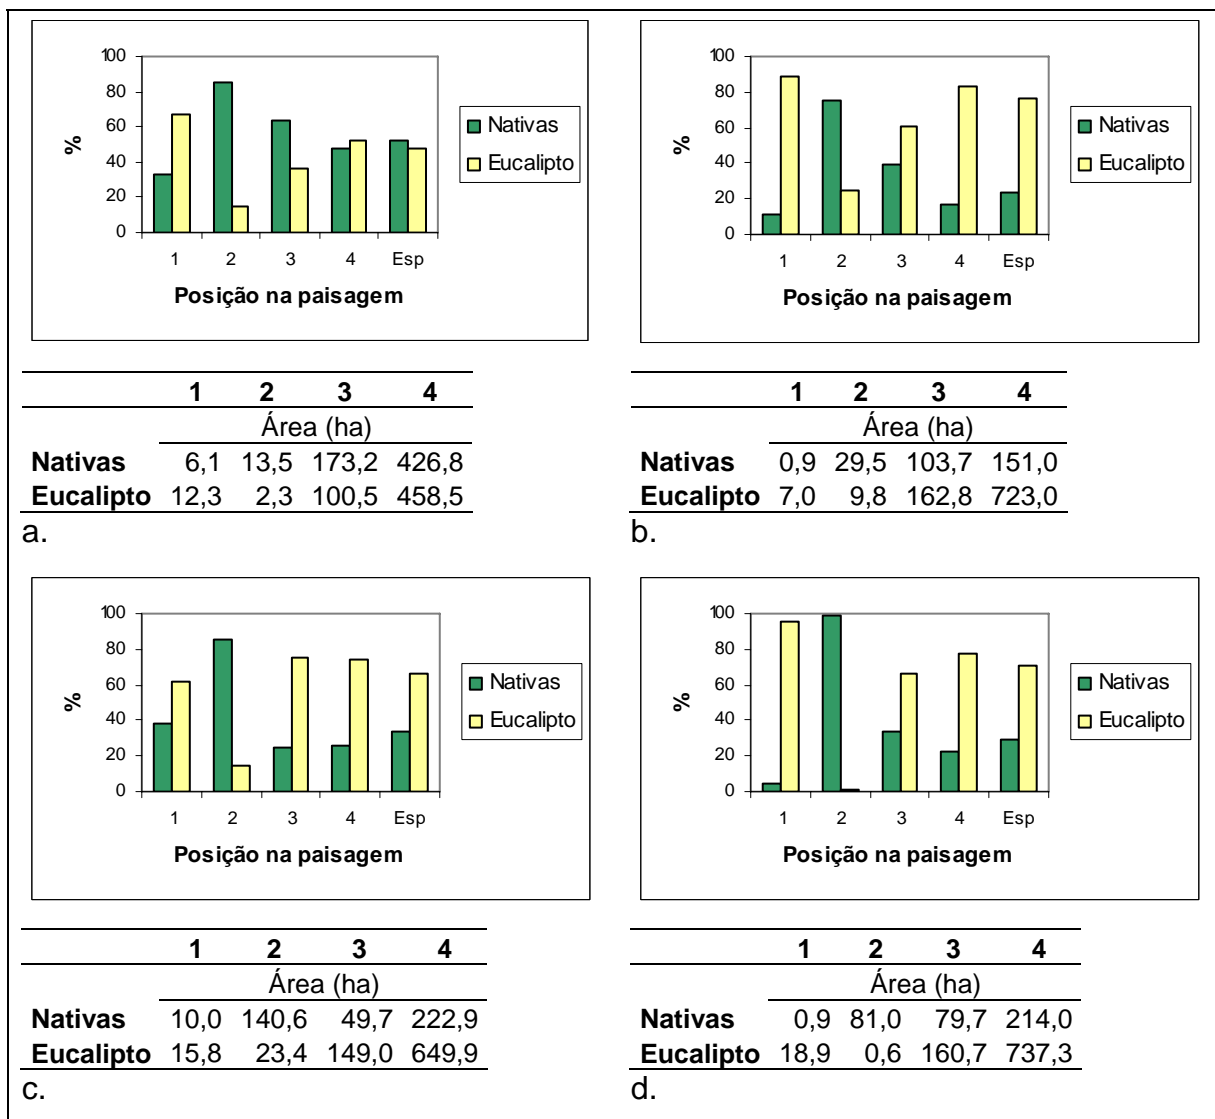 100
80
60
40
20
0
%
1 2 3 4 Esp
Posição na paisagem
Nativas
Eucalipto
1 2 3 4
Área (ha)
Nativas 6,1 13,5 173,2 426,8
Eucalipto 12,3 2,3 100,5 458,5
a.
100
80
60
40
20
0
%
1 2 3 4 Esp
Posição na paisagem
Nativas
Eucalipto
1 2 3 4
Área (ha)
Nativas 0,9 29,5 103,7 151,0
Eucalipto 7,0 9,8 162,8 723,0
b.
100
80
60
40
20
0
%
1 2 3 4 Esp
Posição na paisagem
Nativas
Eucalipto
1 2 3 4
Área (ha)
Nativas 10,0 140,6 49,7 222,9
Eucalipto 15,8 23,4 149,0 649,9
c.
100
80
60
40
20
0
%
1 2 3 4 Esp
Posição na paisagem
Nativas
Eucalipto
1 2 3 4
Área (ha)
Nativas 0,9 81,0 79,7 214,0
Eucalipto 18,9 0,6 160,7 737,3
d.